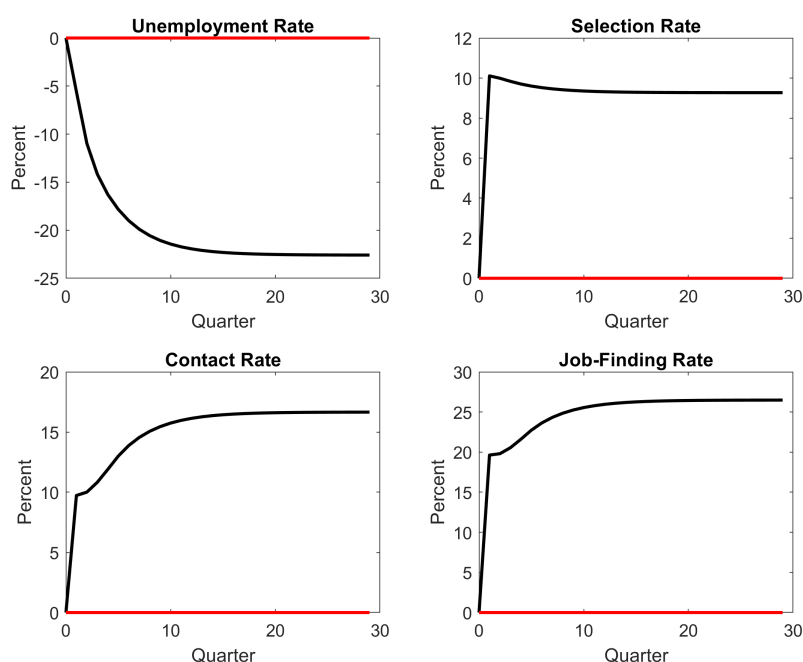 Unemployment Rate
0
-5
-10
-15
-20
-25
Percent
0 10 20 30
Quarter
Selection Rate
12
10
8
6
4
2
0
Percent
0 10 20 30
Quarter
Contact Rate
20
15
10
5
0
Percent
0 10 20 30
Quarter
Job-Finding Rate
30
25
20
15
10
5
0
Percent
0 10 20 30
Quarter